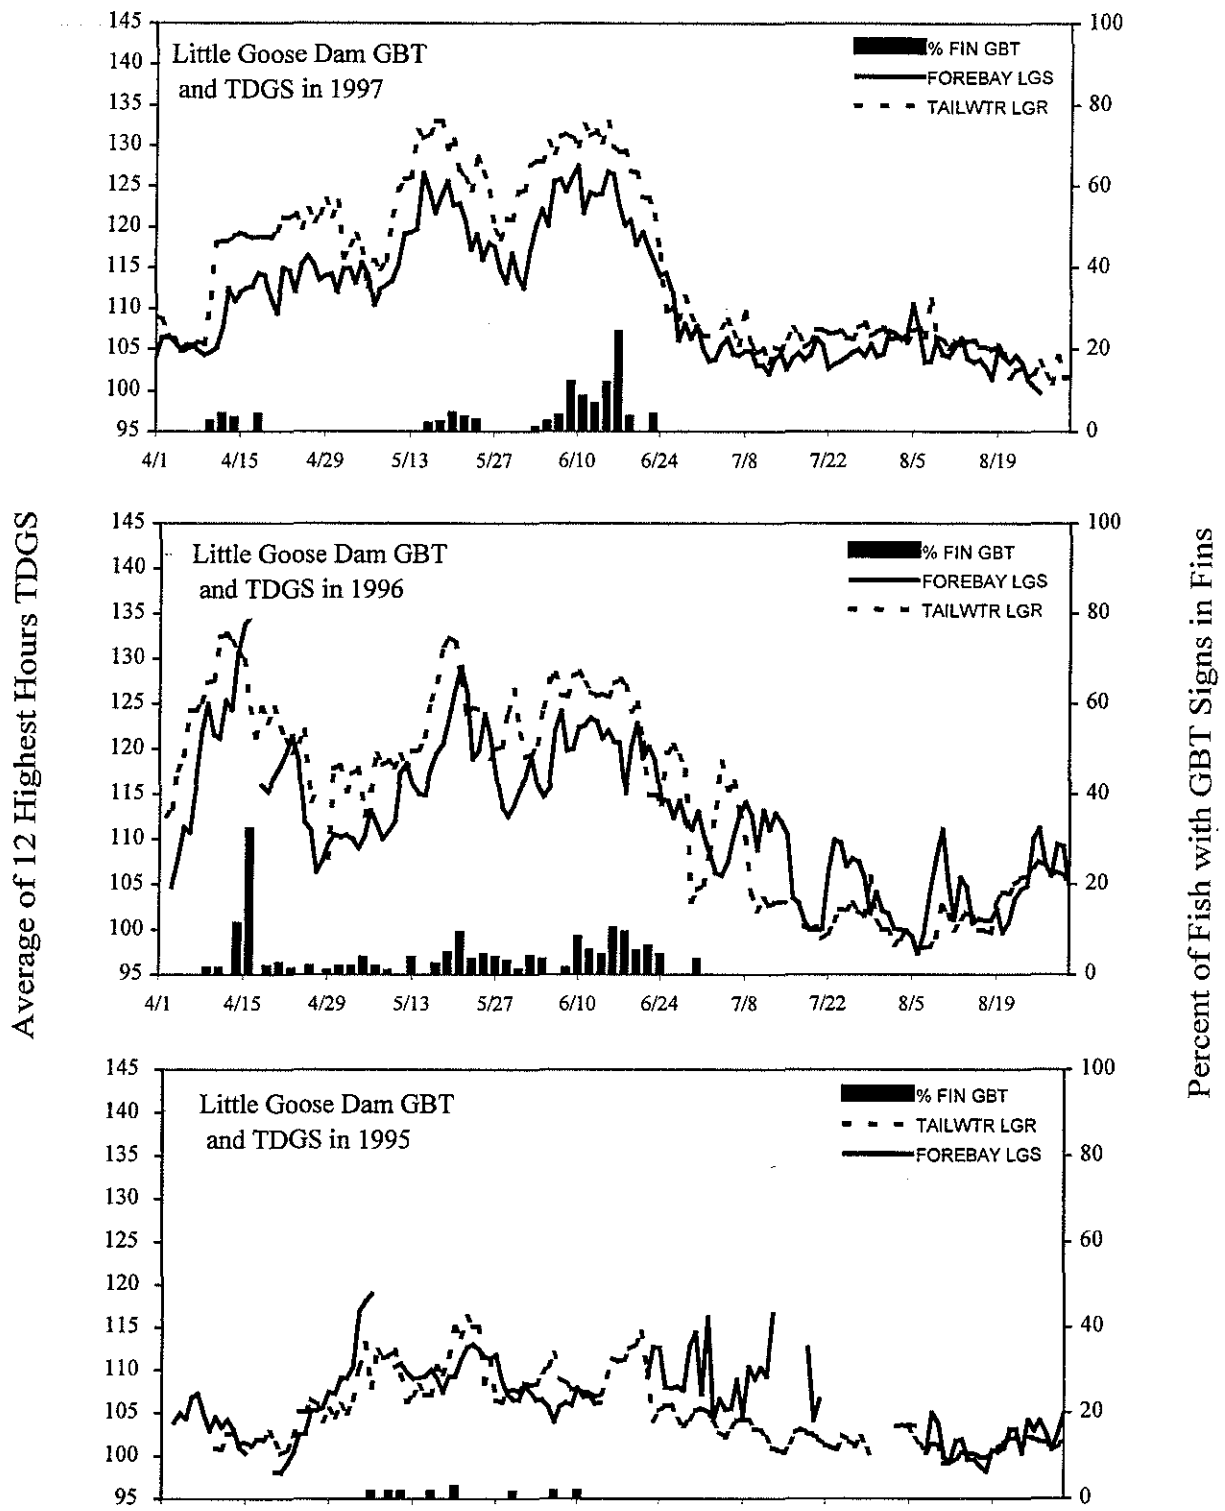 Average of 12 Highest Hours TDGS
Percent of Fish with GBT Signs in Fins
Little Goose Dam GBT
and TDGS in 1997
% FIN GBT
FOREBAY LGS
TAILWTR LGR
145
140
135
130
125
120
115
110
105
100
95
100
80
60
40
20
0
4/1 4/15 4/29 5/13 5/27 6/10 6/24 7/8 7/22 8/5 8/19
Little Goose Dam GBT
and TDGS in 1996
% FIN GBT
FOREBAY LGS
TAILWTR LGR
145
140
135
130
125
120
115
110
105
100
95
100
80
60
40
20
0
4/1 4/15 4/29 5/13 5/27 6/10 6/24 7/8 7/22 8/5 8/19
Little Goose Dam GBT
and TDGS in 1995
% FIN GBT
TAILWTR LGR
FOREBAY LGS
145
140
135
130
125
120
115
110
105
100
95
100
80
60
40
20
0